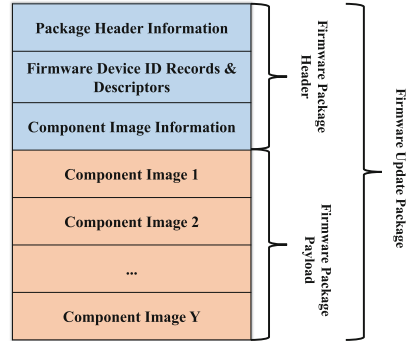 Package Header Information
Firmware Device ID Records &
Descriptors
Component Image Information
Component Image 1
Component Image 2
...
Component Image Y
Firmware Package
Header
Firmware Package
Payload
Firmware Update Package